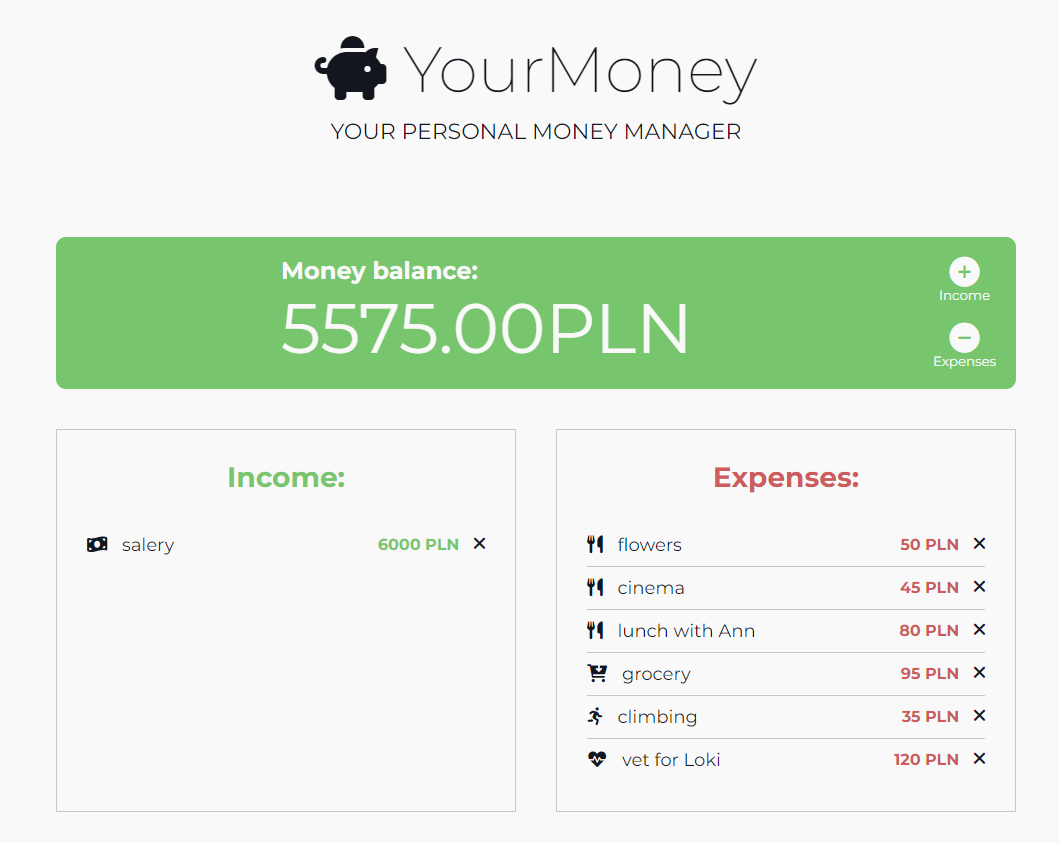 YourMoney
YOUR PERSONAL MONEY MANAGER
Money balance:
5575.00PLN
Income
Expenses
Income:
salery 6000 PLN ✕
Expenses:
flowers 50 PLN ✕
cinema 45 PLN ✕
lunch with Ann 80 PLN ✕
grocery 95 PLN ✕
climbing 35 PLN ✕
vet for Loki 120 PLN ✕